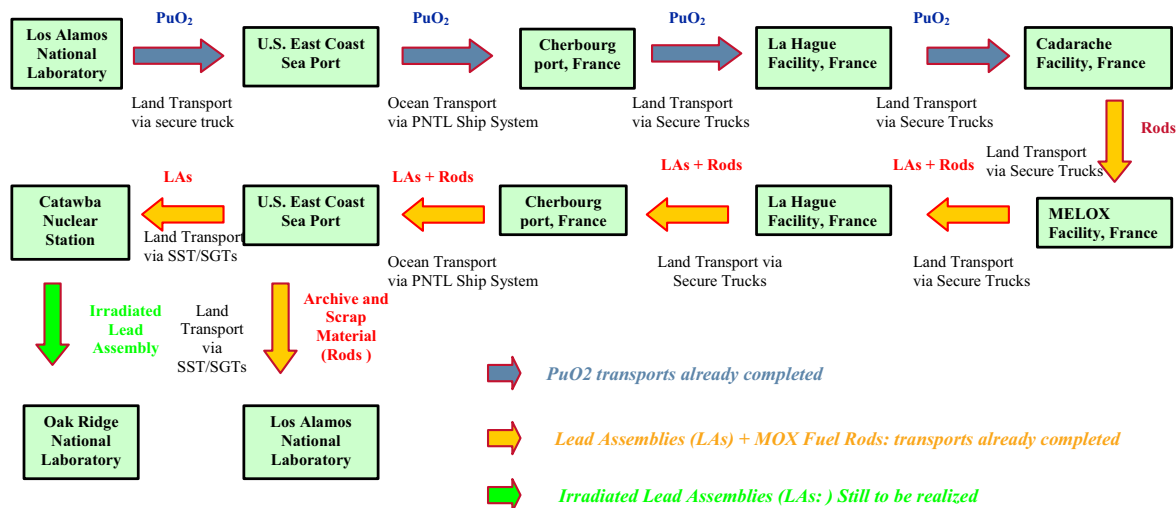 PuO₂
PuO₂
PuO₂
PuO₂
Los Alamos
National
Laboratory
U.S. East Coast
Sea Port
Cherbourg
port, France
La Hague
Facility, France
Cadarache
Facility, France
Land Transport
via secure truck
Ocean Transport
via PNTL Ship System
Land Transport
via Secure Trucks
Land Transport
via Secure Trucks
Rods
Land Transport
via Secure Trucks
LAs
LAs + Rods
LAs + Rods
LAs + Rods
Catawba
Nuclear
Station
U.S. East Coast
Sea Port
Cherbourg
port, France
La Hague
Facility, France
MELOX
Facility, France
Land Transport
via SST/SGTs
Ocean Transport
via PNTL Ship System
Land Transport via
Secure Trucks
Land Transport
via Secure Trucks
Irradiated
Lead
Assembly
Land
Transport
via
SST/SGTs
Archive and
Scrap
Material
(Rods )
PuO2 transports already completed
Oak Ridge
National
Laboratory
Los Alamos
National
Laboratory
Lead Assemblies (LAs) + MOX Fuel Rods: transports already completed
Irradiated Lead Assemblies (LAs: ) Still to be realized